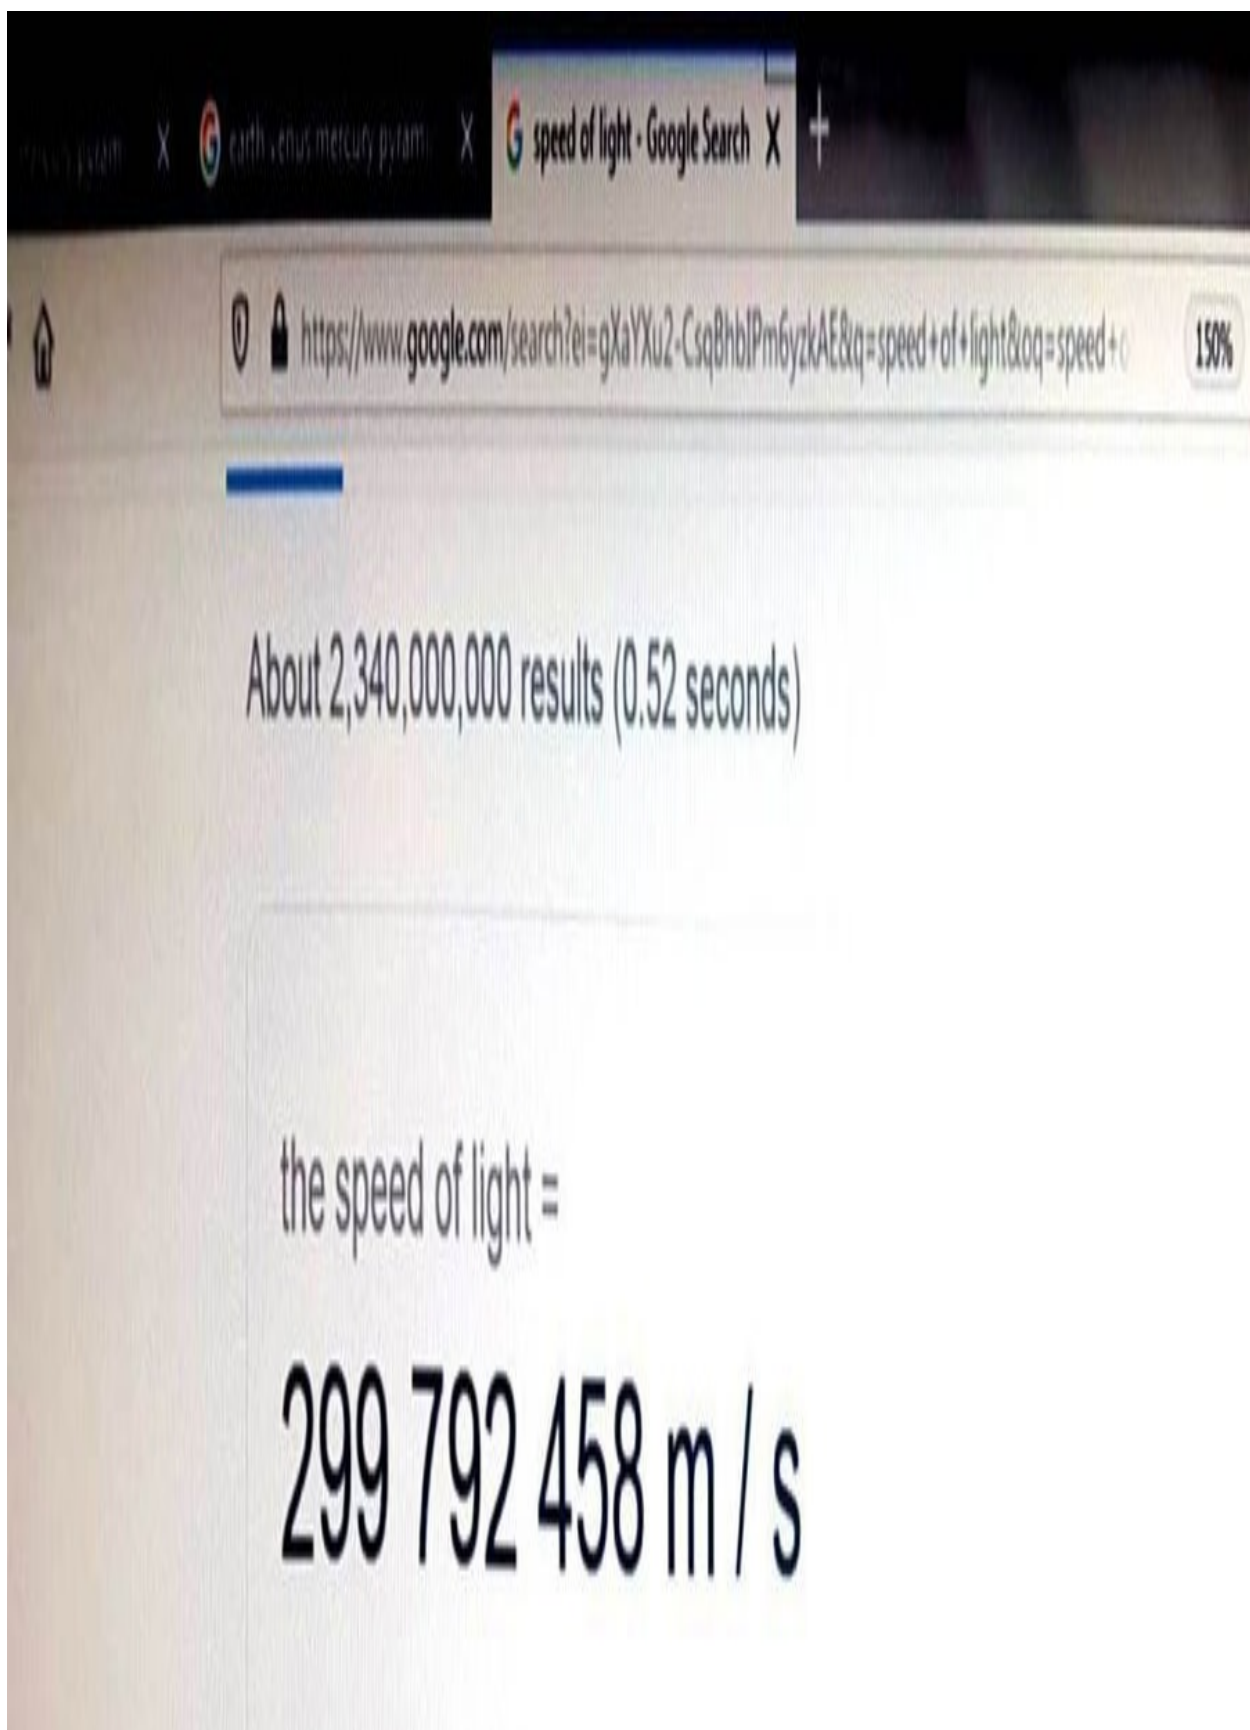 speed of light - Google Search
earth venus mercury pyram
https://www.google.com/search?ei=gXaYXu2-CsqBhbIPm6yzkAE&q=speed+of+light&oq=speed+
150%
About 2,340,000,000 results (0.52 seconds)
the speed of light =
299 792 458 m / s